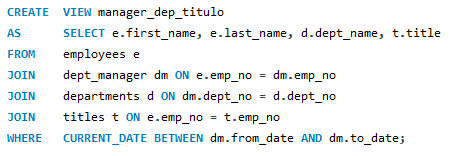 CREATE VIEW manager_dep_titulo
AS SELECT e.first_name, e.last_name, d.dept_name, t.title
FROM employees e
JOIN dept_manager dm ON e.emp_no = dm.emp_no
JOIN departments d ON dm.dept_no = d.dept_no
JOIN titles t ON e.emp_no = t.emp_no
WHERE CURRENT_DATE BETWEEN dm.from_date AND dm.to_date;